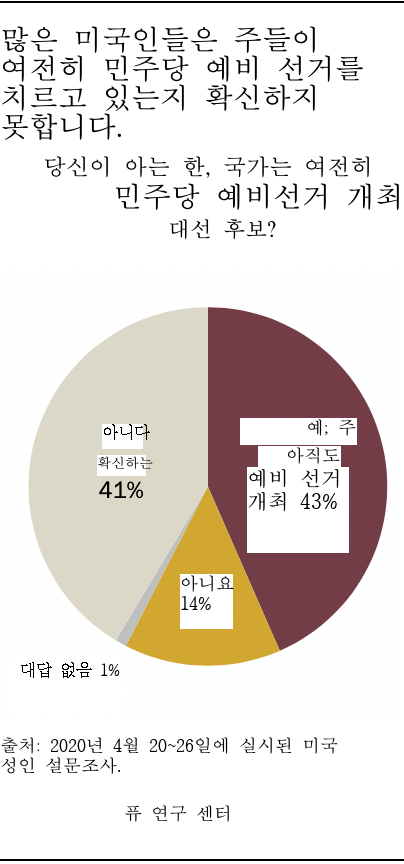 많은 미국인들은 주들이
여전히 민주당 예비 선거를
치르고 있는지 확신하지
못합니다.
당신이 아는 한, 국가는 여전히
민주당 예비선거 개최
대선 후보?
아니다
확신하는
41%
예; 주
아직도
예비 선거
개최 43%
아니요
14%
대답 없음 1%
출처: 2020년 4월 20~26일에 실시된 미국
성인 설문조사.
퓨 연구 센터